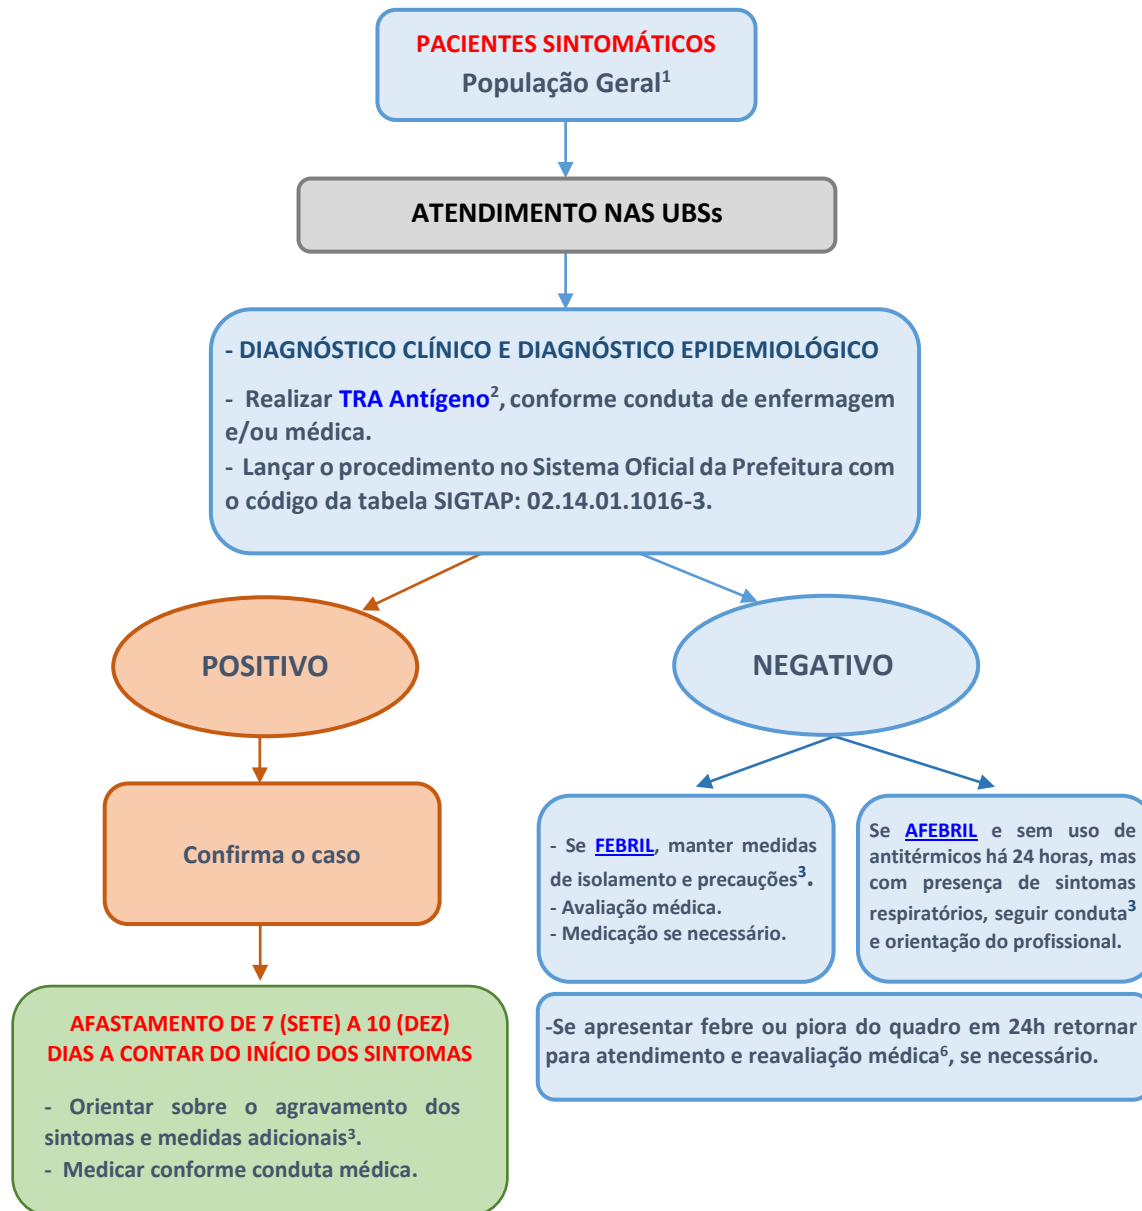 PACIENTES SINTOMÁTICOS
População Geral¹
ATENDIMENTO NAS UBSs
- DIAGNÓSTICO CLÍNICO E DIAGNÓSTICO EPIDEMIOLÓGICO
- Realizar TRA Antígeno², conforme conduta de enfermagem
e/ou médica.
- Lançar o procedimento no Sistema Oficial da Prefeitura com
o código da tabela SIGTAP: 02.14.01.1016-3.
POSITIVO
NEGATIVO
Confirma o caso
- Se FEBRIL, manter medidas
de isolamento e precauções³.
- Avaliação médica.
- Medicação se necessário.
Se AFEBRIL e sem uso de
antitérmicos há 24 horas, mas
com presença de sintomas
respiratórios, seguir conduta³
e orientação do profissional.
AFASTAMENTO DE 7 (SETE) A 10 (DEZ)
DIAS A CONTAR DO INÍCIO DOS SINTOMAS
- Orientar sobre o agravamento dos
sintomas e medidas adicionais³.
- Medicar conforme conduta médica.
-Se apresentar febre ou piora do quadro em 24h retornar
para atendimento e reavaliação médica⁶, se necessário.